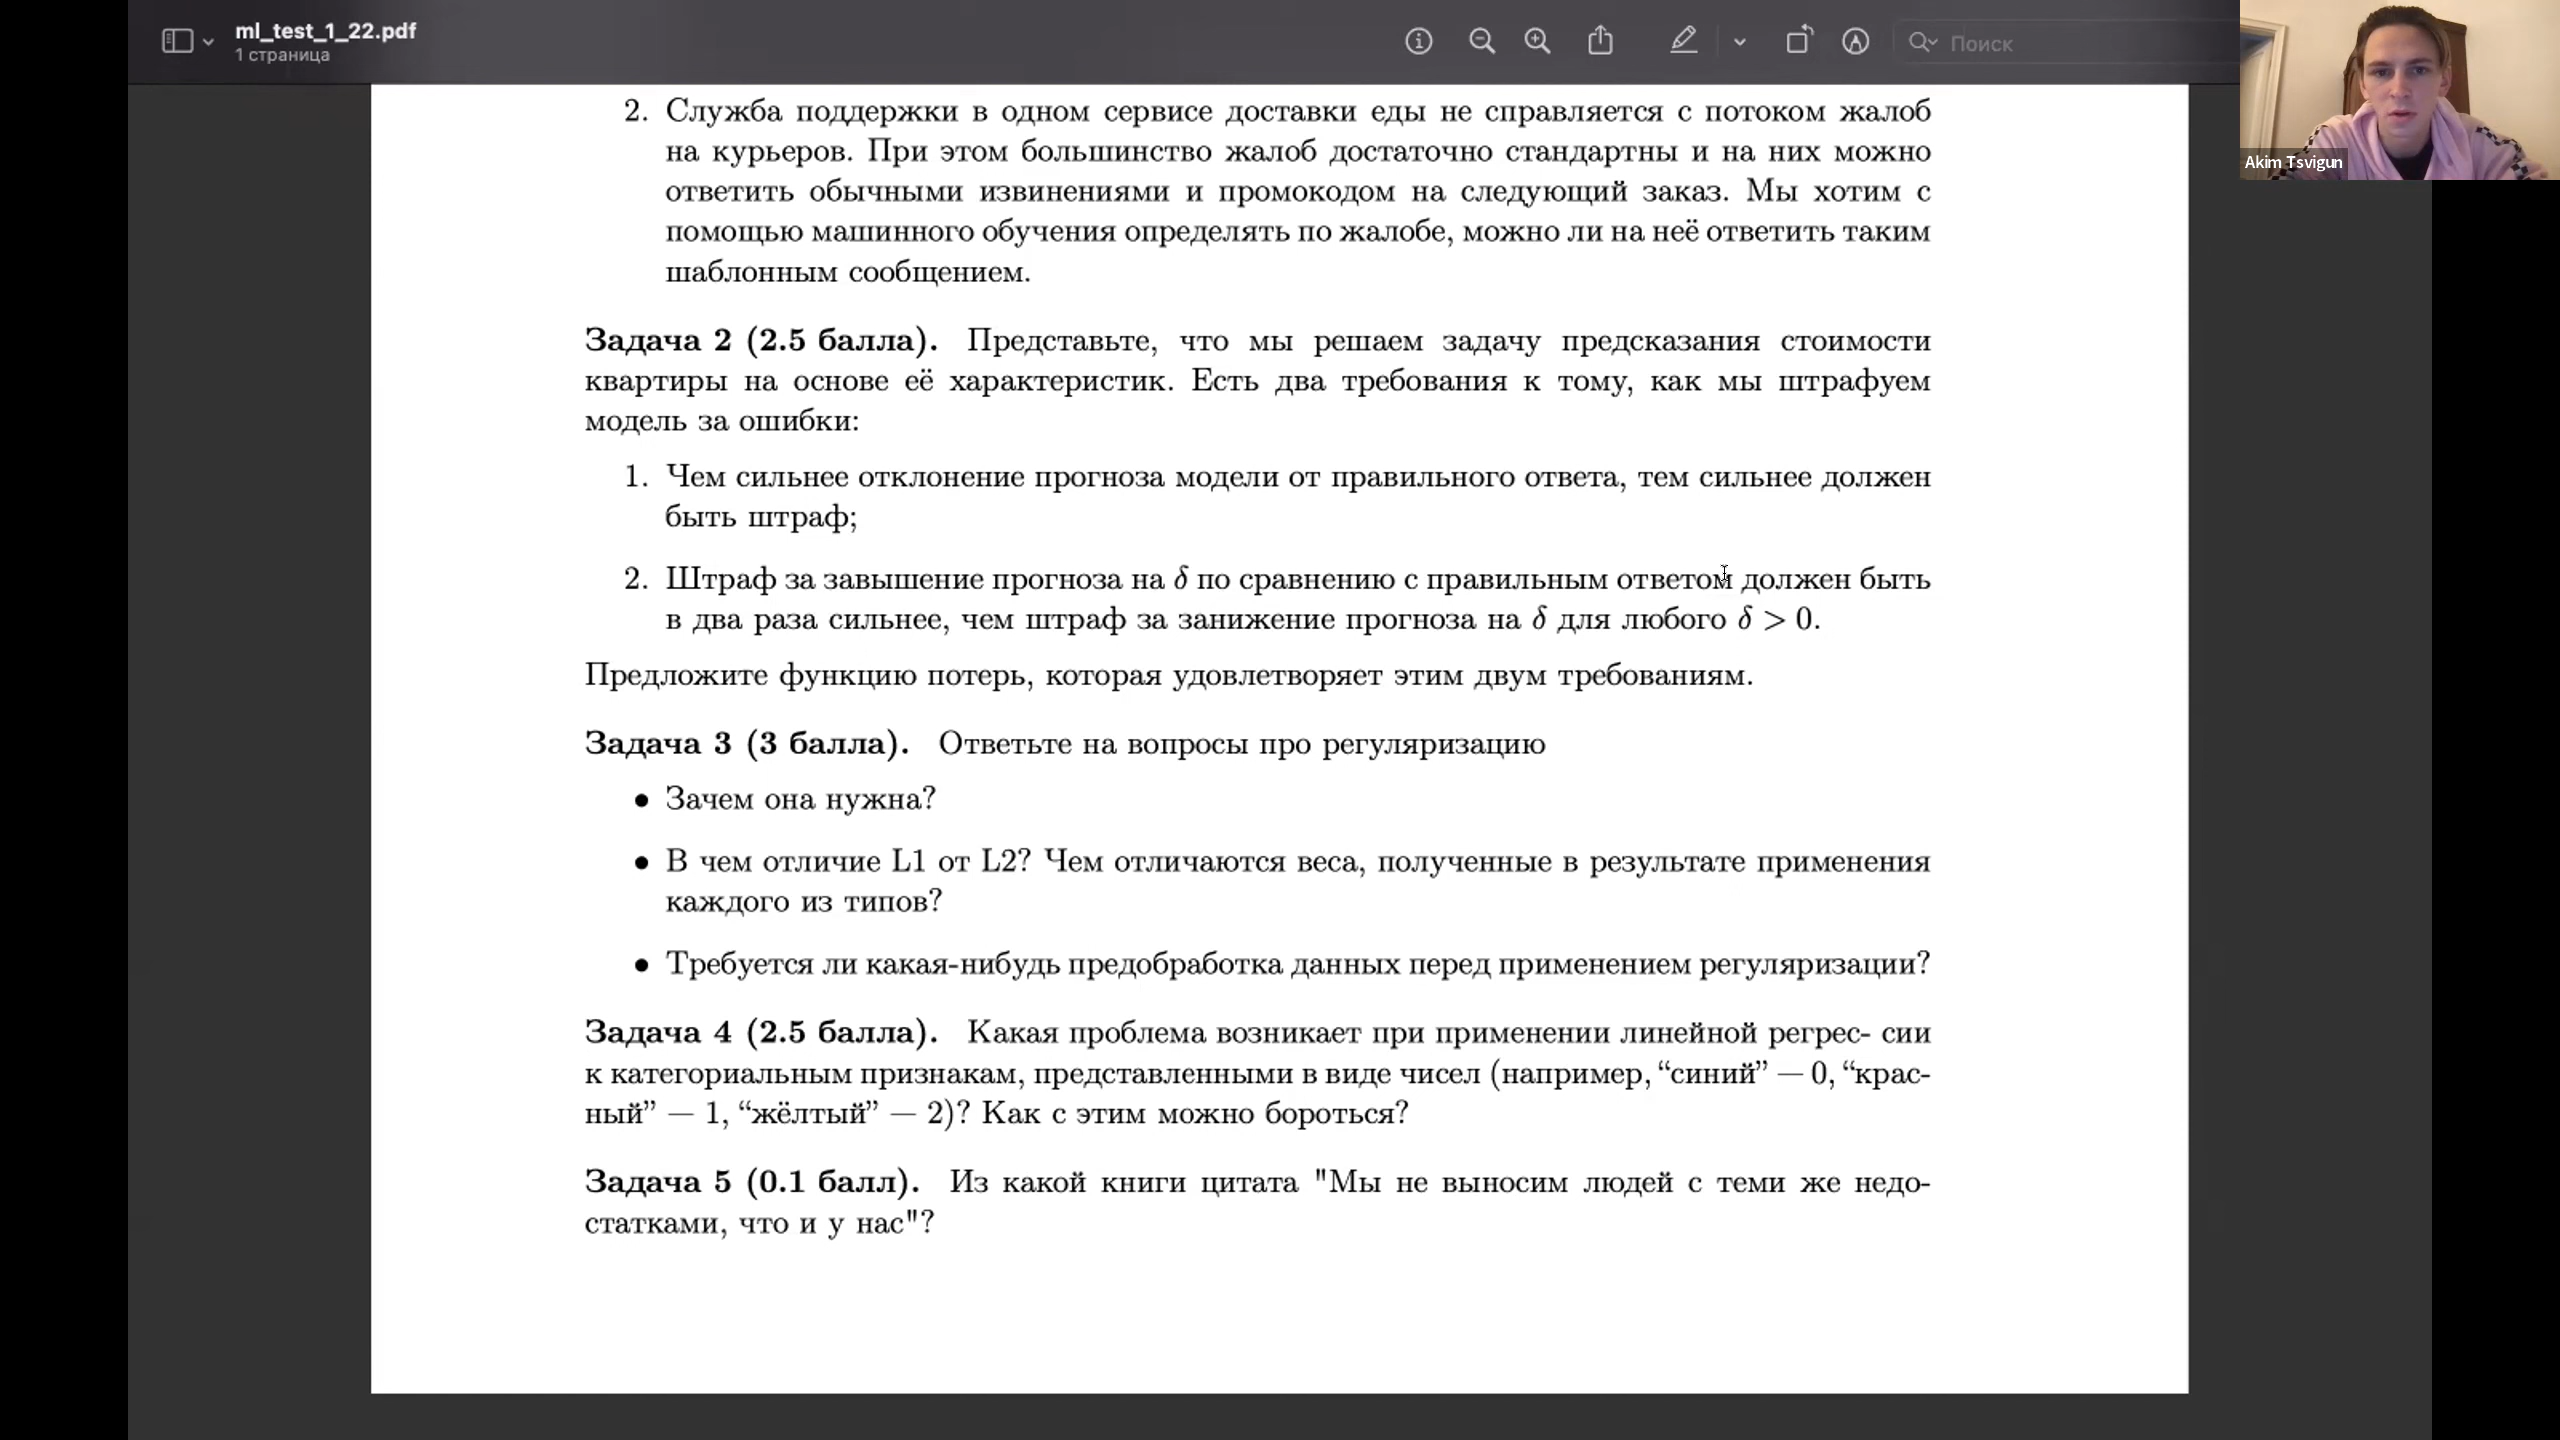 ml_test_1_22.pdf
1 страница
Поиск
Akim Tsvigun
2. Служба поддержки в одном сервисе доставки еды не справляется с потоком жалоб
на курьеров. При этом большинство жалоб достаточно стандартны и на них можно
ответить обычными извинениями и промокодом на следующий заказ. Мы хотим с
помощью машинного обучения определять по жалобе, можно ли на неё ответить таким
шаблонным сообщением.
Задача 2 (2.5 балла). Представьте, что мы решаем задачу предсказания стоимости
квартиры на основе её характеристик. Есть два требования к тому, как мы штрафуем
модель за ошибки:
1. Чем сильнее отклонение прогноза модели от правильного ответа, тем сильнее должен
быть штраф;
2. Штраф за завышение прогноза на δ по сравнению с правильным ответом должен быть
в два раза сильнее, чем штраф за занижение прогноза на δ для любого δ > 0.
Предложите функцию потерь, которая удовлетворяет этим двум требованиям.
Задача 3 (3 балла). Ответьте на вопросы про регуляризацию
• Зачем она нужна?
• В чем отличие L1 от L2? Чем отличаются веса, полученные в результате применения
каждого из типов?
• Требуется ли какая-нибудь предобработка данных перед применением регуляризации?
Задача 4 (2.5 балла). Какая проблема возникает при применении линейной регрес- сии
к категориальным признакам, представленными в виде чисел (например, “синий” — 0, “крас-
ный” — 1, “жёлтый” — 2)? Как с этим можно бороться?
Задача 5 (0.1 балл). Из какой книги цитата "Мы не выносим людей с теми же недо-
статками, что и у нас"?